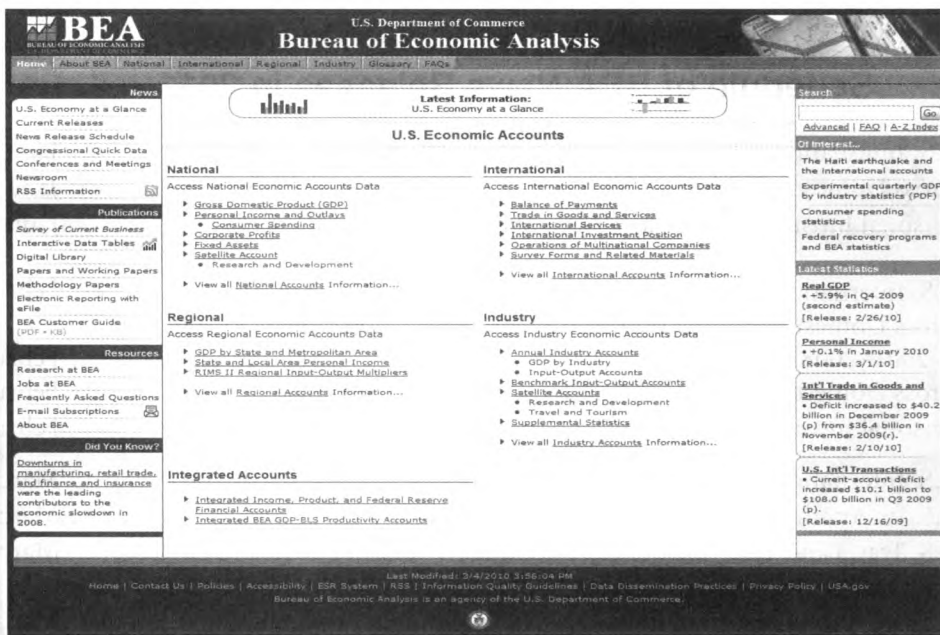 BEA
BUREAU OF ECONOMIC ANALYSIS
U.S. DEPARTMENT OF COMMERCE
U.S. Department of Commerce
Bureau of Economic Analysis
Home | About BEA | National | International | Regional | Industry | Glossary | FAQs
News
U.S. Economy at a Glance
Current Releases
News Release Schedule
Congressional Quick Data
Conferences and Meetings
Newsroom
RSS Information
Publications
Survey of Current Business
Interactive Data Tables
Digital Library
Papers and Working Papers
Methodology Papers
Electronic Reporting with
eFile
BEA Customer Guide
(PDF • KB)
Resources
Research at BEA
Jobs at BEA
Frequently Asked Questions
E-mail Subscriptions
About BEA
Did You Know?
Downturns in
manufacturing, retail trade,
and finance and insurance
were the leading
contributors to the
economic slowdown in
2008.
Latest Information:
U.S. Economy at a Glance
U.S. Economic Accounts
National
Access National Economic Accounts Data
Gross Domestic Product (GDP)
Personal Income and Outlays
• Consumer Spending
Corporate Profits
Fixed Assets
Satellite Account
• Research and Development
View all National Accounts Information...
International
Access International Economic Accounts Data
Balance of Payments
Trade in Goods and Services
International Services
International Investment Position
Operations of Multinational Companies
Survey Forms and Related Materials
View all International Accounts Information...
Regional
Access Regional Economic Accounts Data
GDP by State and Metropolitan Area
State and Local Area Personal Income
RIMS II Regional Input-Output Multipliers
View all Regional Accounts Information...
Industry
Access Industry Economic Accounts Data
Annual Industry Accounts
• GDP by Industry
• Input-Output Accounts
Benchmark Input-Output Accounts
Satellite Accounts
• Research and Development
• Travel and Tourism
Supplemental Statistics
View all Industry Accounts Information...
Integrated Accounts
Integrated Income, Product, and Federal Reserve
Financial Accounts
Integrated BEA GDP-BLS Productivity Accounts
Search
Go
Advanced | FAQ | A-Z Index
Of Interest...
The Haiti earthquake and
the international accounts
Experimental quarterly GDP
by industry statistics (PDF)
Consumer spending
statistics
Federal recovery programs
and BEA statistics
Latest Statistics
Real GDP
• +5.9% in Q4 2009
(second estimate)
[Release: 2/26/10]
Personal Income
• +0.1% in January 2010
[Release: 3/1/10]
Int'l Trade in Goods and
Services
• Deficit increased to $40.2
billion in December 2009
(p) from $36.4 billion in
November 2009(r).
[Release: 2/10/10]
U.S. Int'l Transactions
• Current-account deficit
increased $10.1 billion to
$108.0 billion in Q3 2009
(p).
[Release: 12/16/09]
Last Modified: 3/4/2010 3:56:04 PM
Home | Contact Us | Policies | Accessibility | ESR System | RSS | Information Quality Guidelines | Data Dissemination Practices | Privacy Policy | USA.gov
Bureau of Economic Analysis is an agency of the U.S. Department of Commerce.